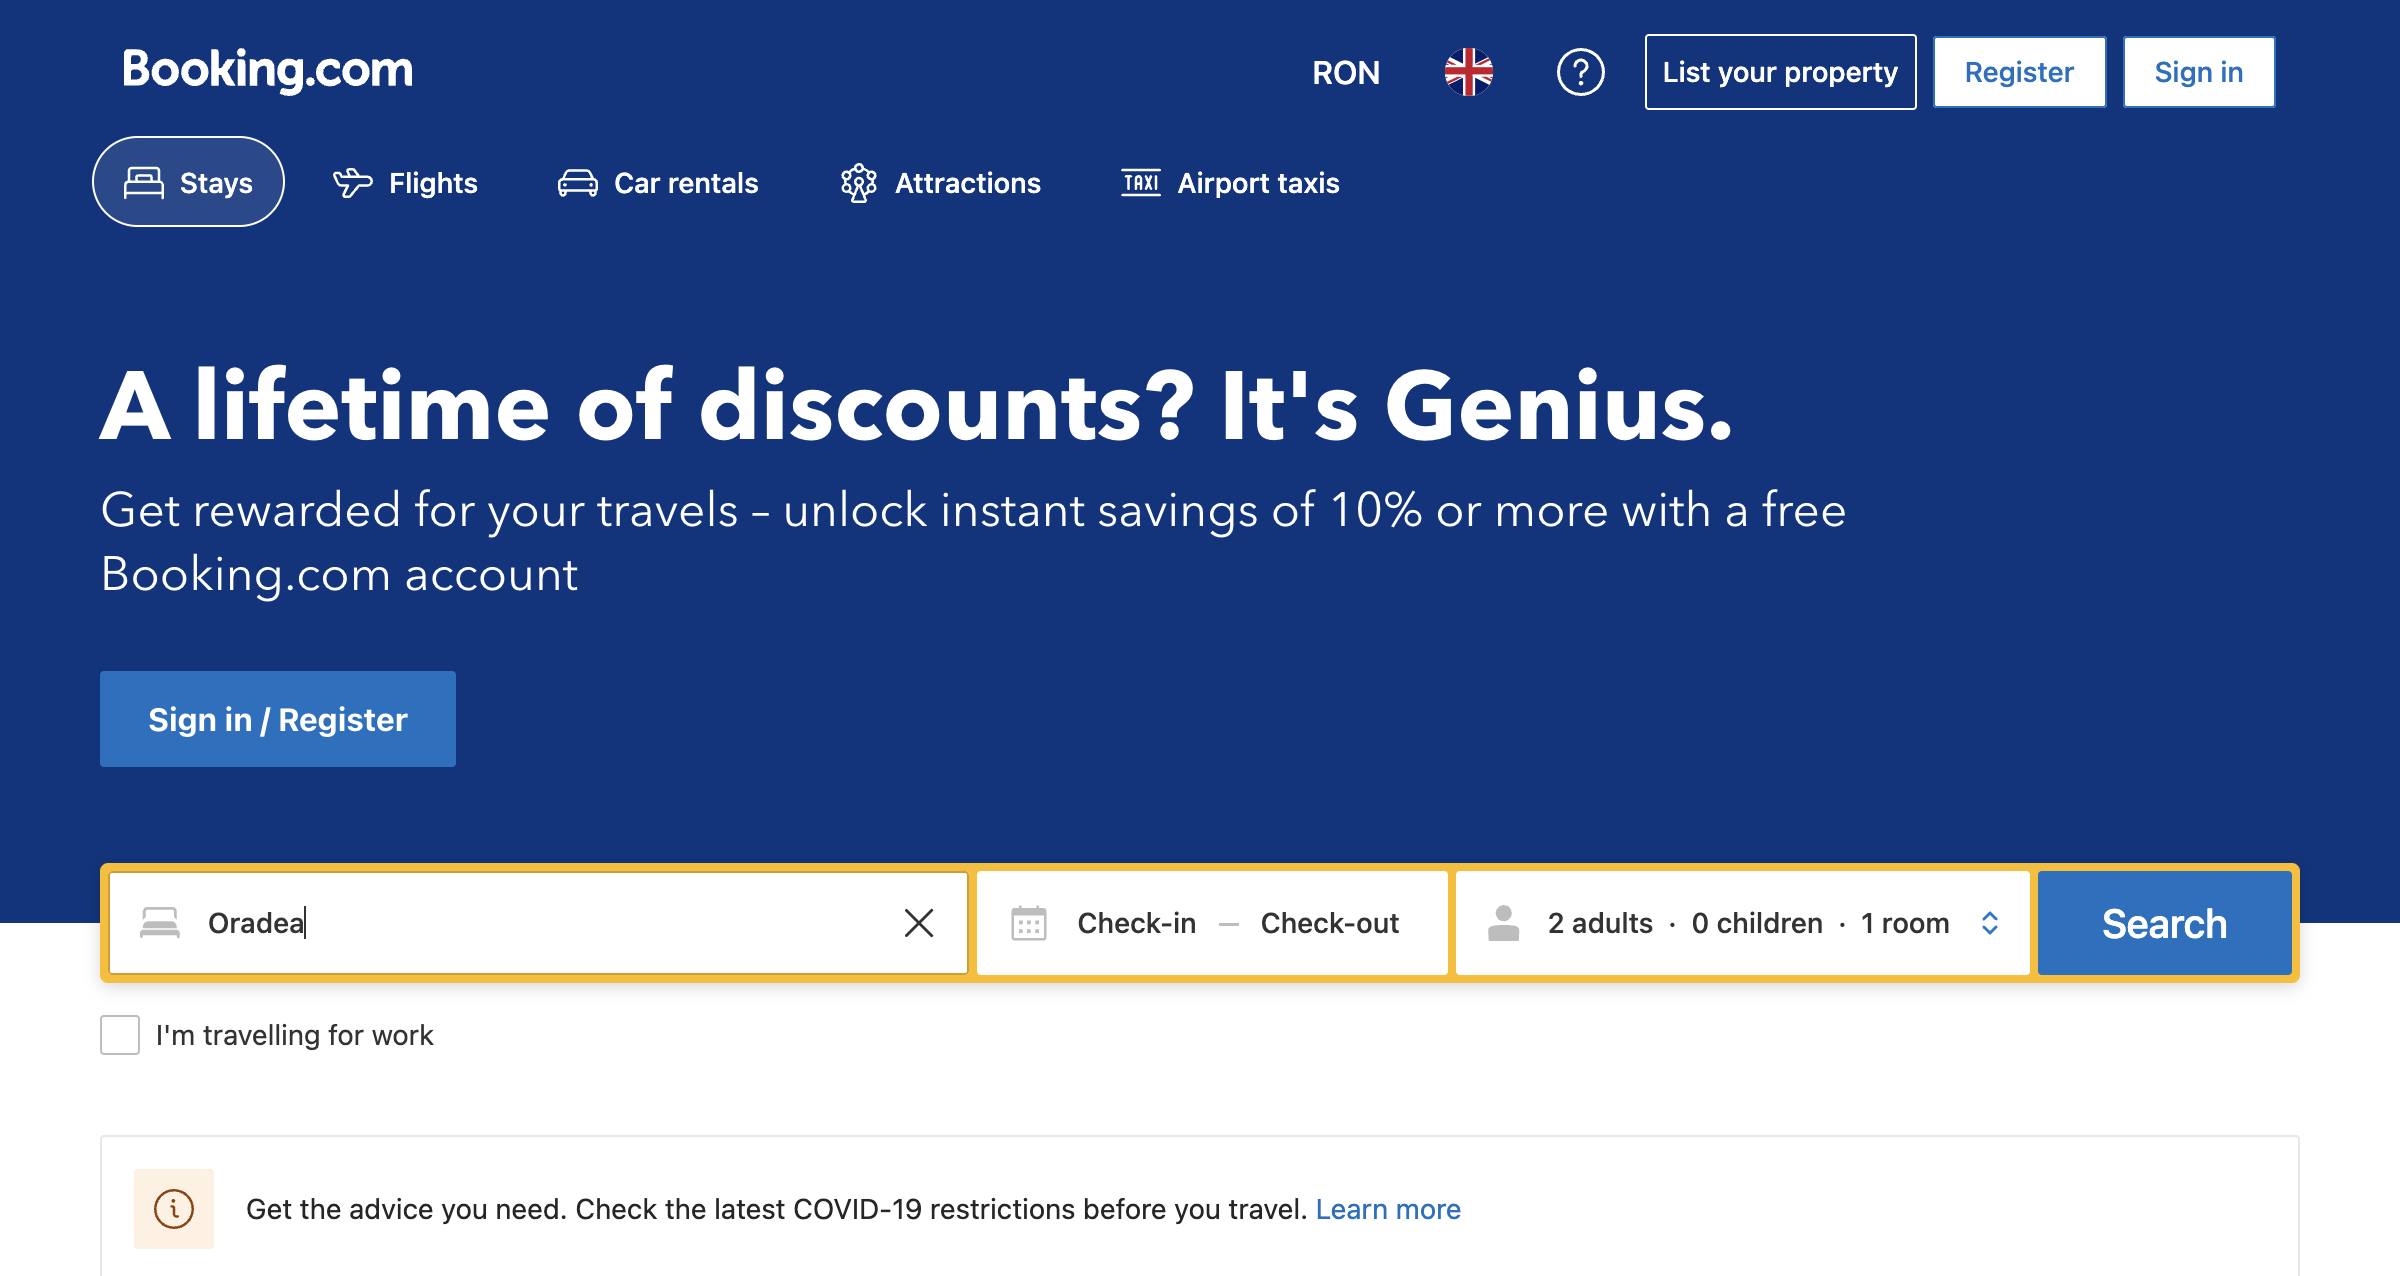 Booking.com
RON
List your property
Register
Sign in
Stays
Flights
Car rentals
Attractions
TAXI
Airport taxis
A lifetime of discounts? It's Genius.
Get rewarded for your travels – unlock instant savings of 10% or more with a free
Booking.com account
Sign in / Register
Oradea
Check-in — Check-out
2 adults · 0 children · 1 room
Search
I'm travelling for work
Get the advice you need. Check the latest COVID-19 restrictions before you travel. Learn more